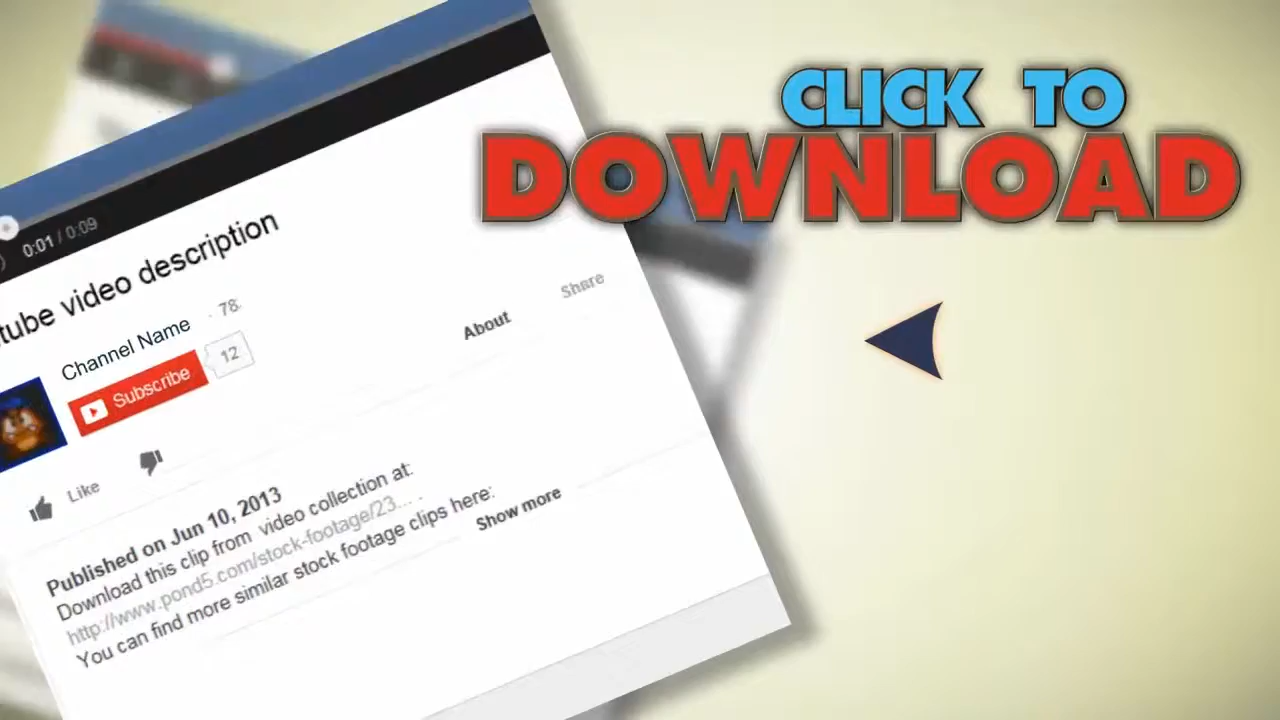 CLICK TO
DOWNLOAD
0:01 / 0:09
tube video description
Channel Name
78
Subscribe
12
About
Share
Like
Published on Jun 10, 2013
Download this clip from video collection at:
http://www.pond5.com/stock-footage/23...
You can find more similar stock footage clips here:
Show more